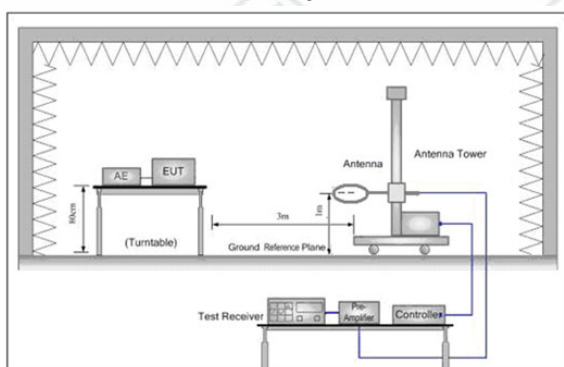 Antenna Tower
Antenna
AE
EUT
80cm
3m
1m
(Turntable)
Ground Reference Plane
Test Receiver
Pre-
Amplifier
Controller